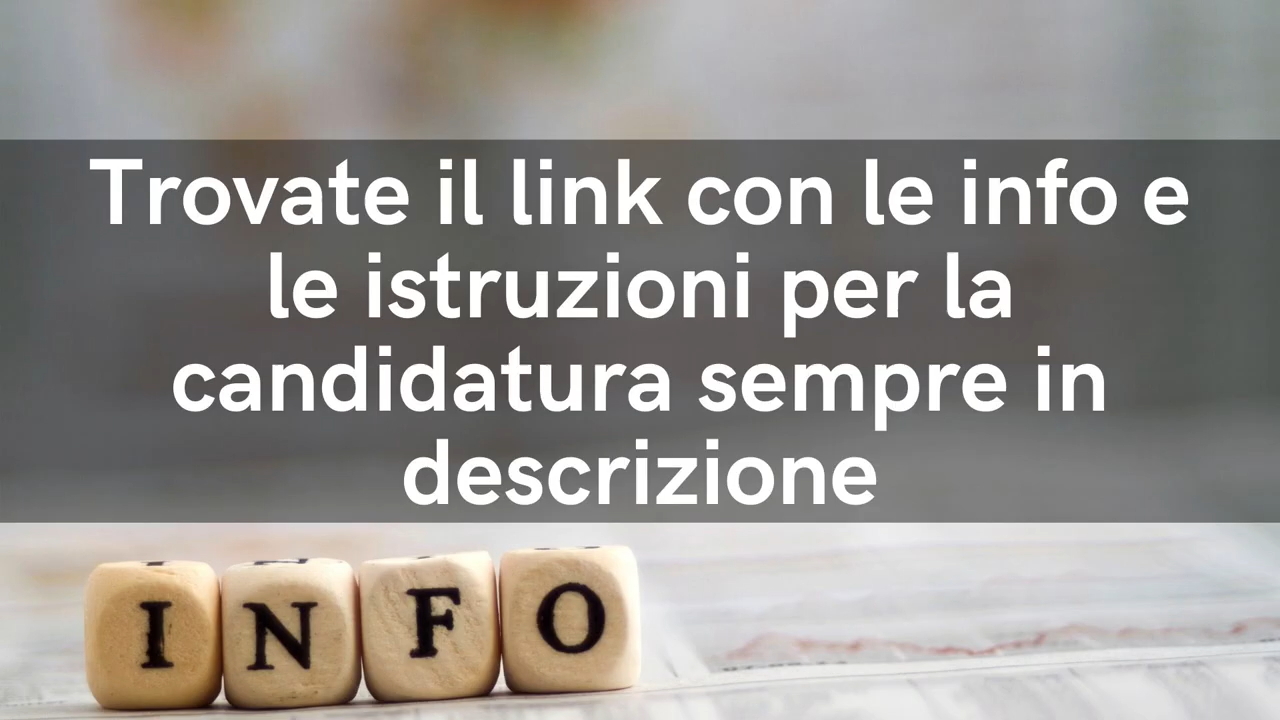 Trovate il link con le info e
le istruzioni per la
candidatura sempre in
descrizione
INFO